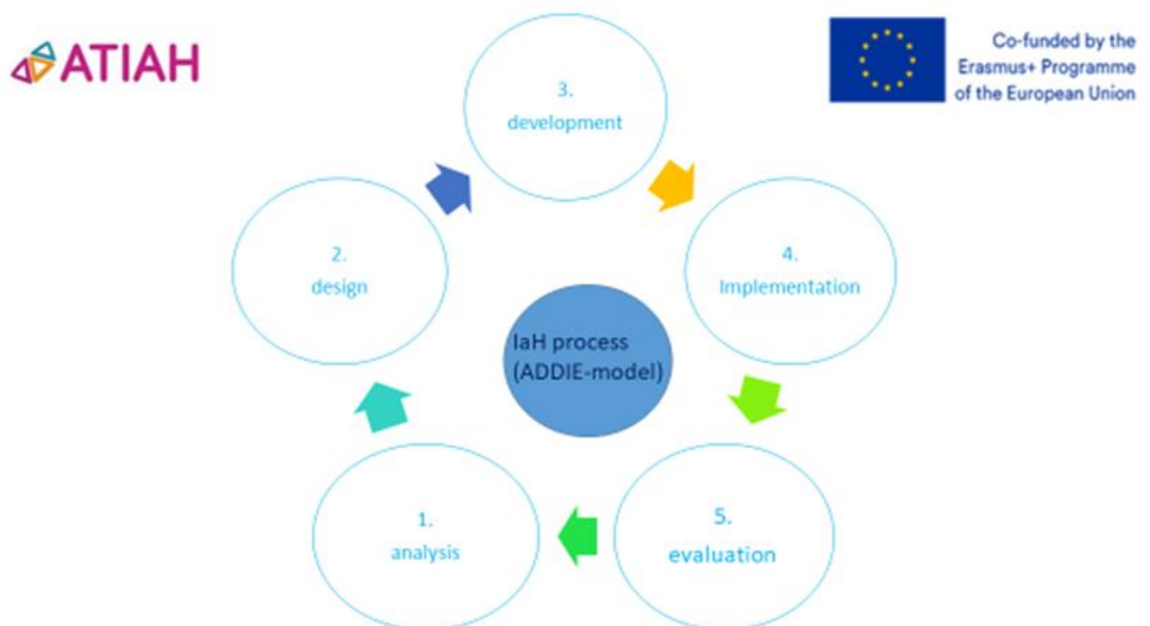 ATIAH
Co-funded by the
Erasmus+ Programme
of the European Union
3.
development
2.
design
4.
Implementation
IaH process
(ADDIE-model)
1.
analysis
5.
evaluation